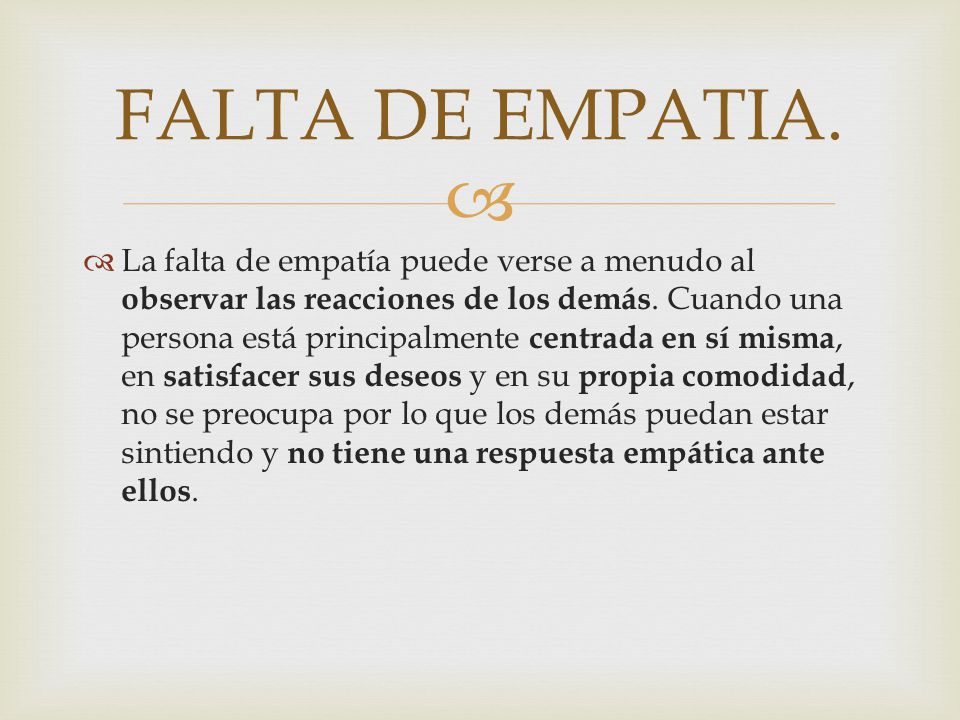 FALTA DE EMPATIA.
La falta de empatía puede verse a menudo al
observar las reacciones de los demás. Cuando una
persona está principalmente centrada en sí misma,
en satisfacer sus deseos y en su propia comodidad,
no se preocupa por lo que los demás puedan estar
sintiendo y no tiene una respuesta empática ante
ellos.